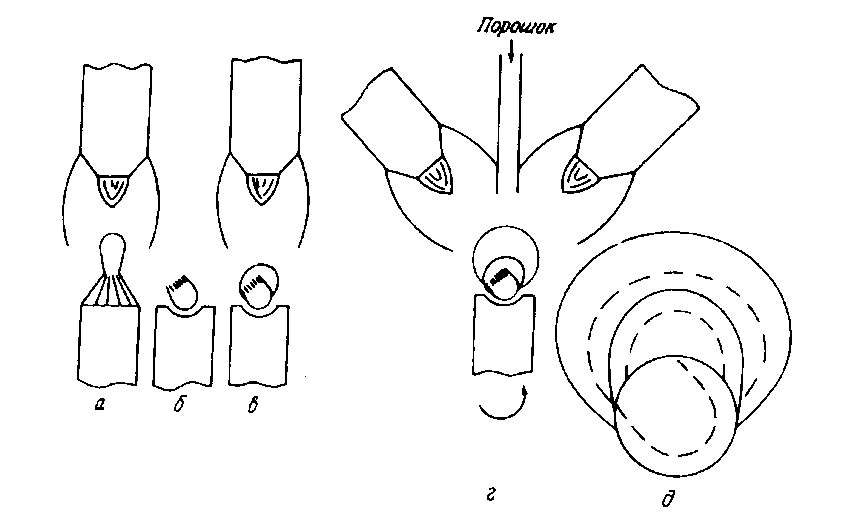 Порошок
а б в
г д